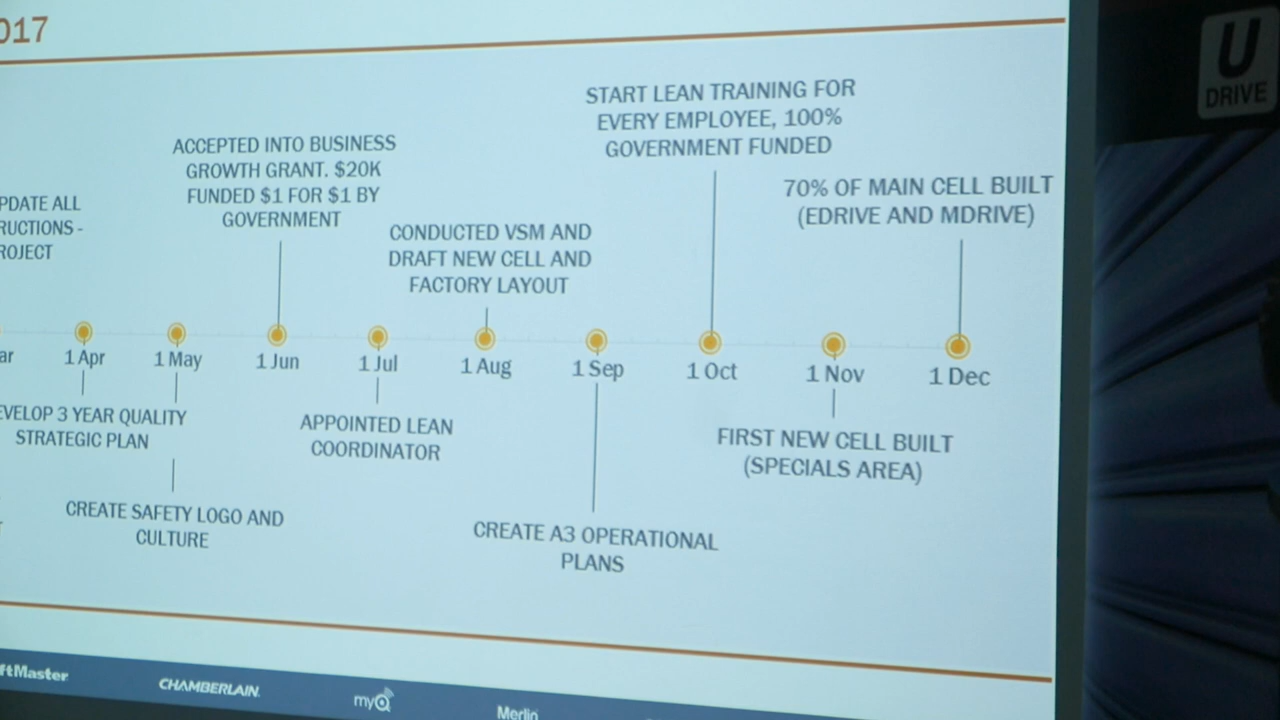 017
U
DRIVE
START LEAN TRAINING FOR
EVERY EMPLOYEE, 100%
GOVERNMENT FUNDED
ACCEPTED INTO BUSINESS
GROWTH GRANT. $20K
FUNDED $1 FOR $1 BY
GOVERNMENT
70% OF MAIN CELL BUILT
(EDRIVE AND MDRIVE)
PDATE ALL
RUCTIONS -
ROJECT
CONDUCTED VSM AND
DRAFT NEW CELL AND
FACTORY LAYOUT
ar 1 Apr 1 May 1 Jun 1 Jul 1 Aug 1 Sep 1 Oct 1 Nov 1 Dec
EVELOP 3 YEAR QUALITY
STRATEGIC PLAN
APPOINTED LEAN
COORDINATOR
FIRST NEW CELL BUILT
(SPECIALS AREA)
CREATE SAFETY LOGO AND
CULTURE
CREATE A3 OPERATIONAL
PLANS
ftMaster CHAMBERLAIN myQ Merlin